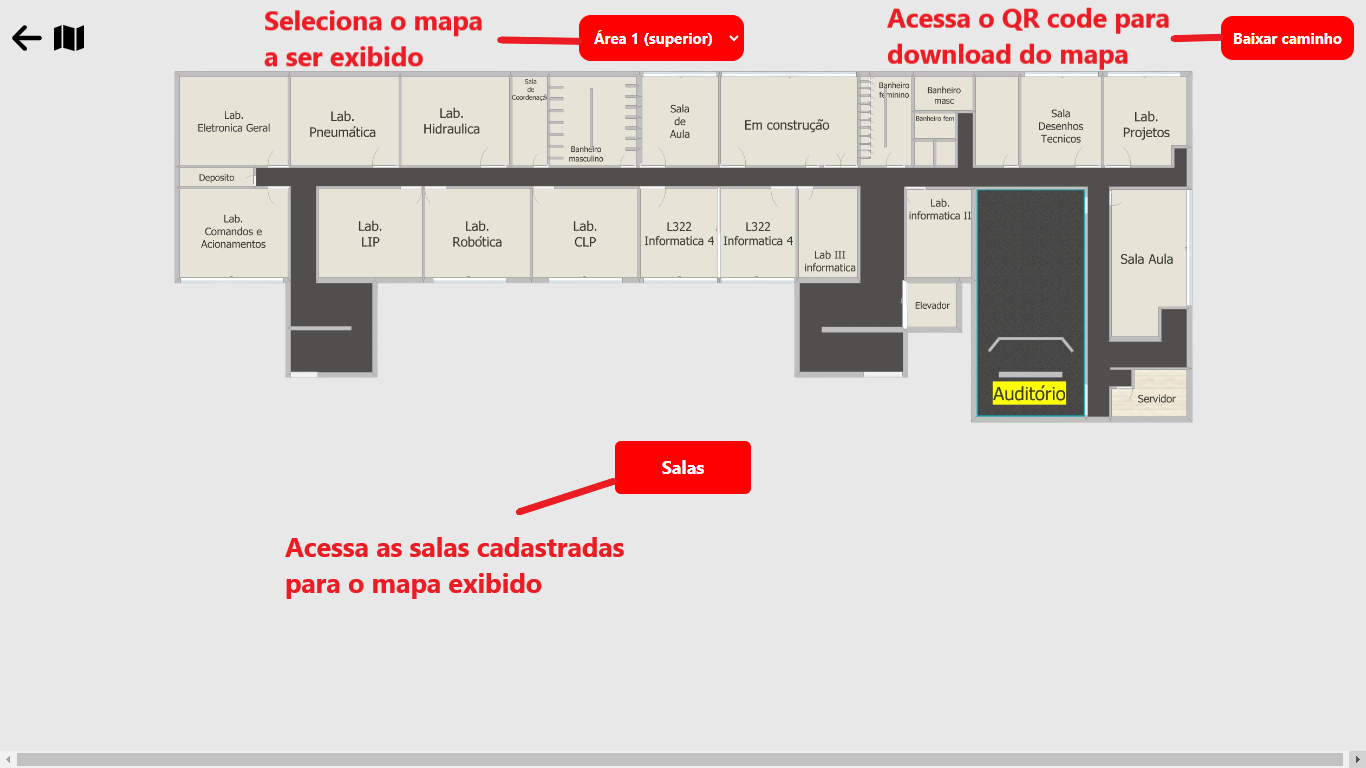 Seleciona o mapa
a ser exibido
Área 1 (superior)
Acessa o QR code para
download do mapa
Baixar caminho
Lab.
Eletronica Geral
Lab.
Pneumática
Lab.
Hidraulica
Sala
de
Coordenaçã
Banheiro
masculino
Sala
de
Aula
Em construção
Banheiro
feminino
Banheiro
masc
Banheiro fem
Sala
Desenhos
Tecnicos
Lab.
Projetos
Deposito
Lab.
Comandos e
Acionamentos
Lab.
LIP
Lab.
Robótica
Lab.
CLP
L322
Informatica 4
L322
Informatica 4
Lab III
informatica
Lab.
informatica II
Elevador
Sala Aula
Auditório
Servidor
Salas
Acessa as salas cadastradas
para o mapa exibido